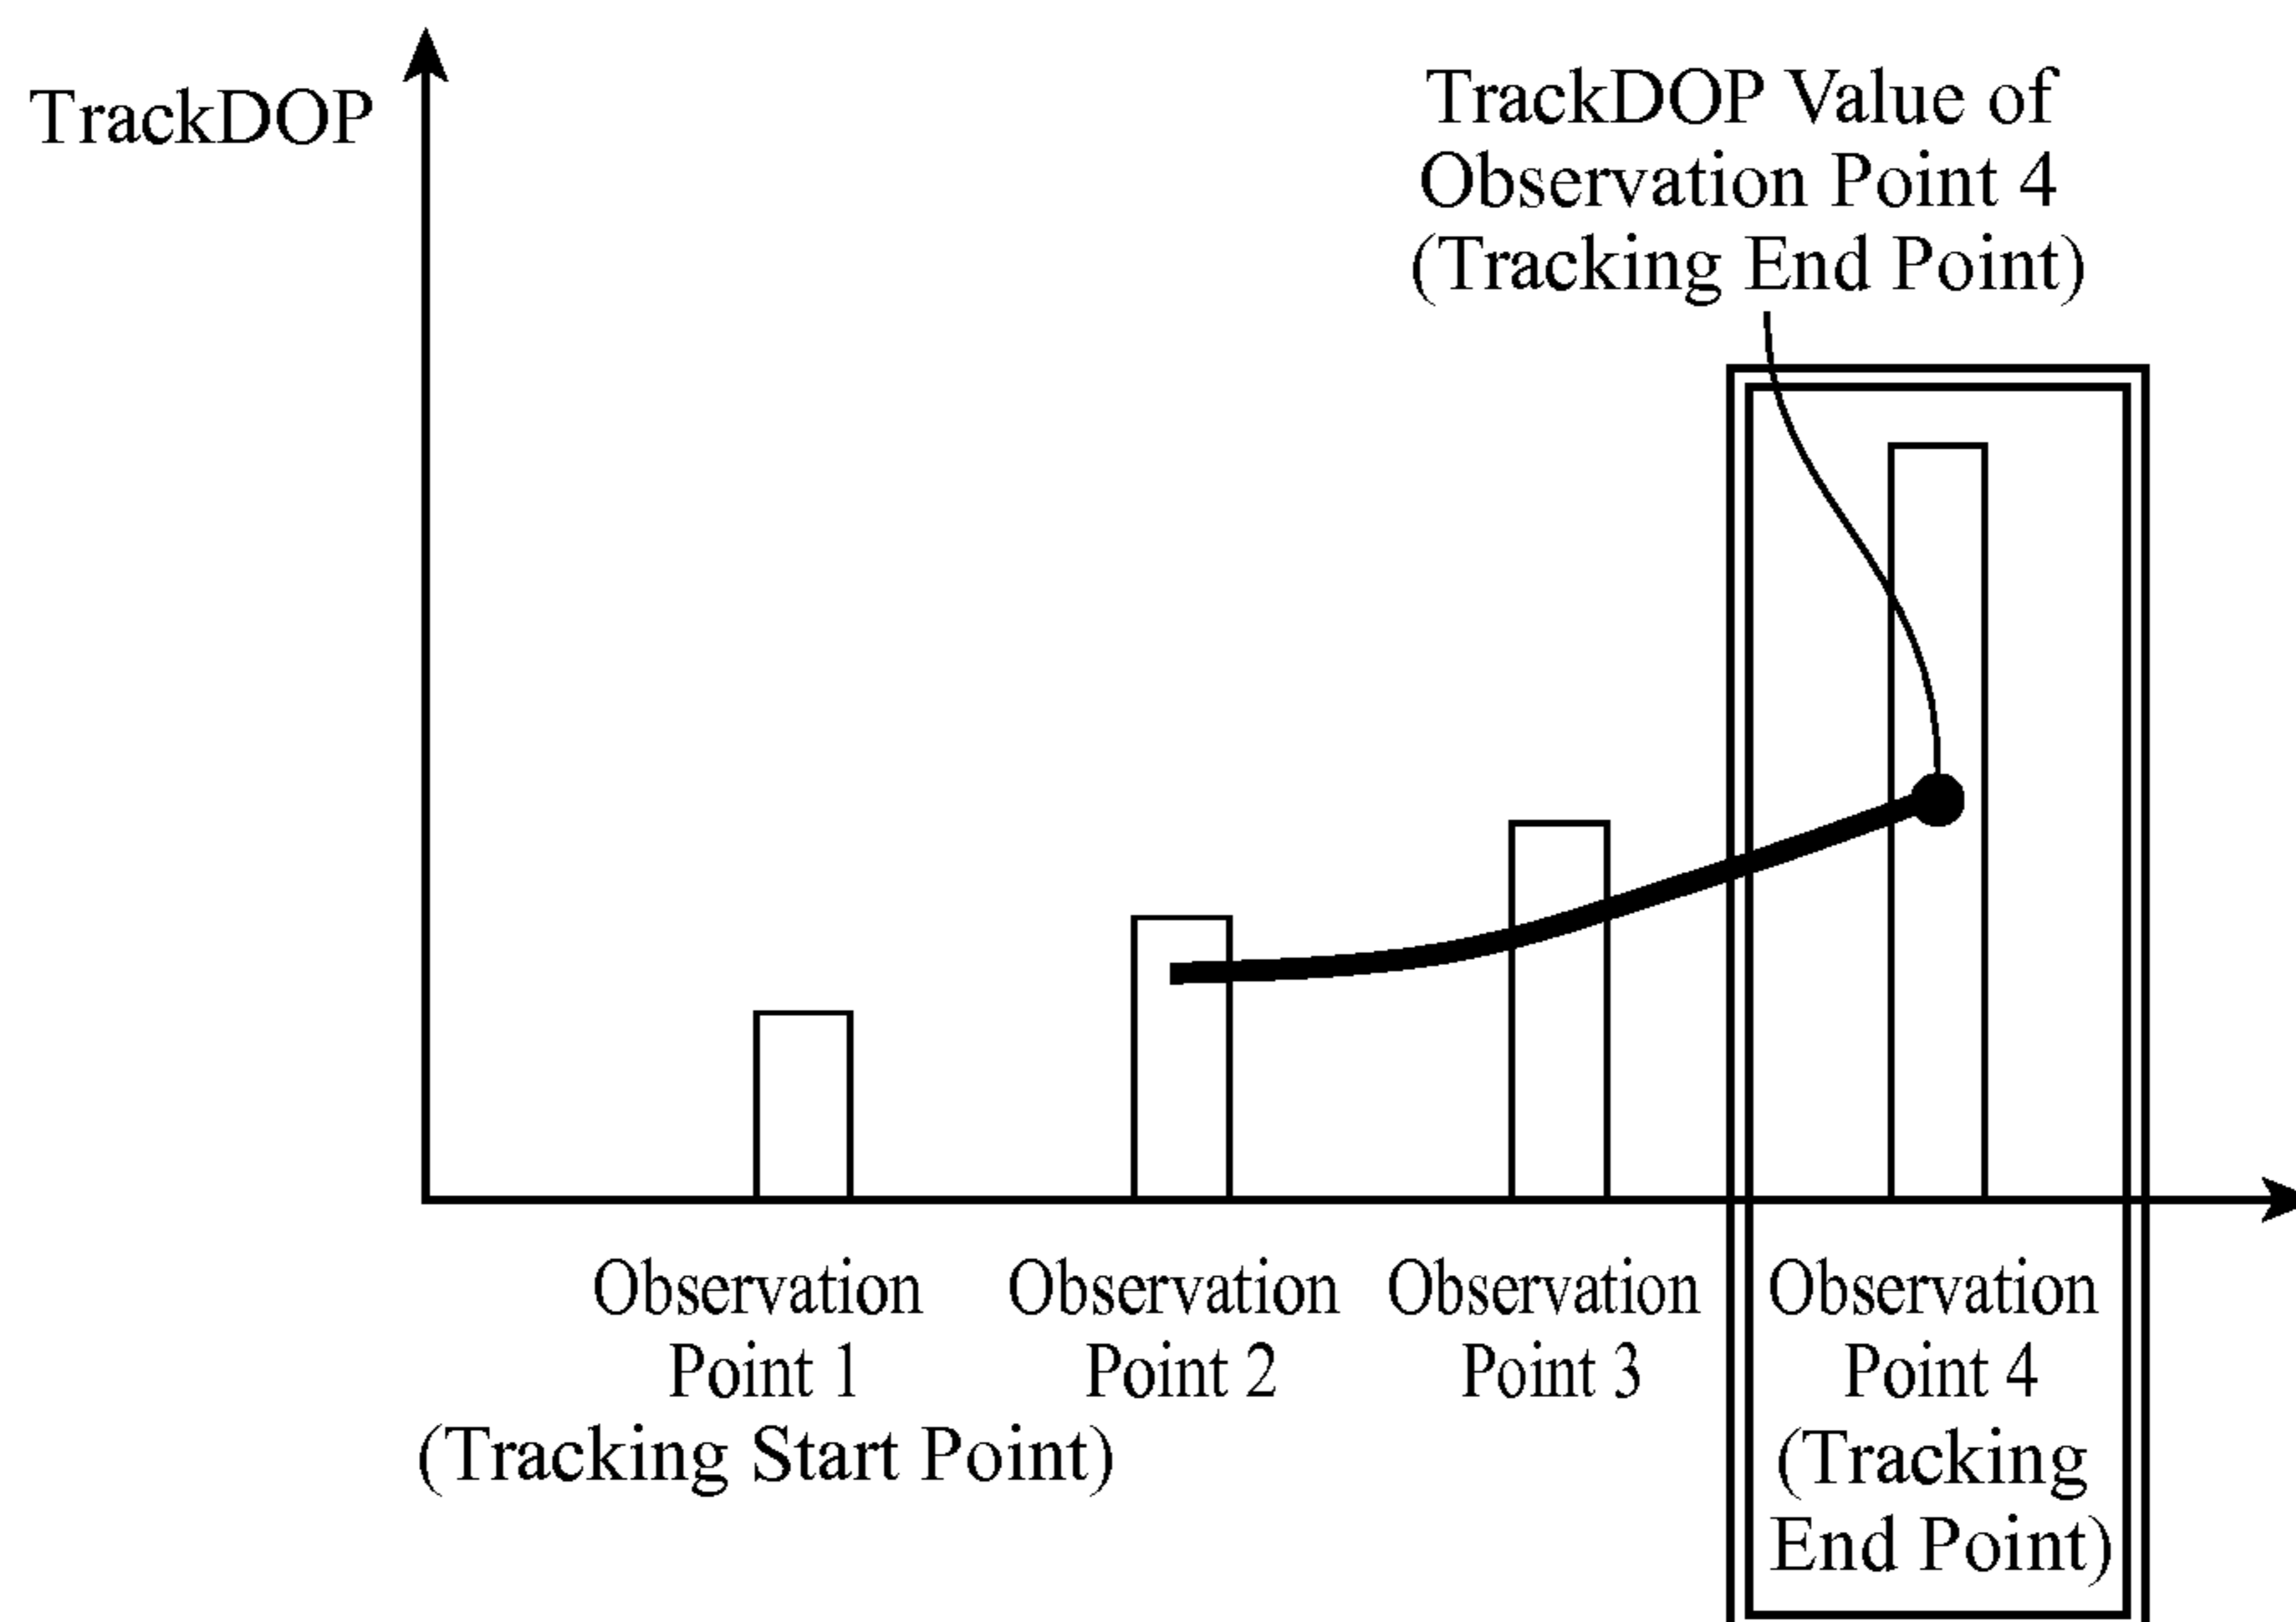 TrackDOP
TrackDOP Value of
Observation Point 4
(Tracking End Point)
Observation
Point 1
(Tracking Start Point)
Observation
Point 2
Observation
Point 3
Observation
Point 4
(Tracking
End Point)